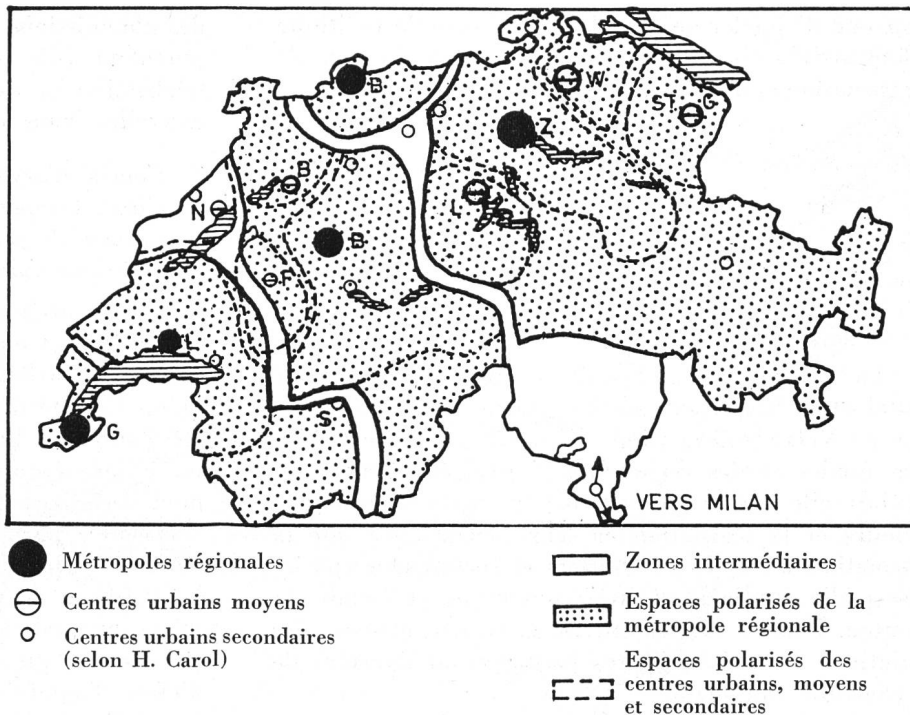 B
W
ST. G.
Z
B
N
L
B
F
L
S
G
VERS MILAN
Métropoles régionales
Centres urbains moyens
Centres urbains secondaires
(selon H. Carol)
Zones intermédiaires
Espaces polarisés de la
métropole régionale
Espaces polarisés des
centres urbains, moyens
et secondaires